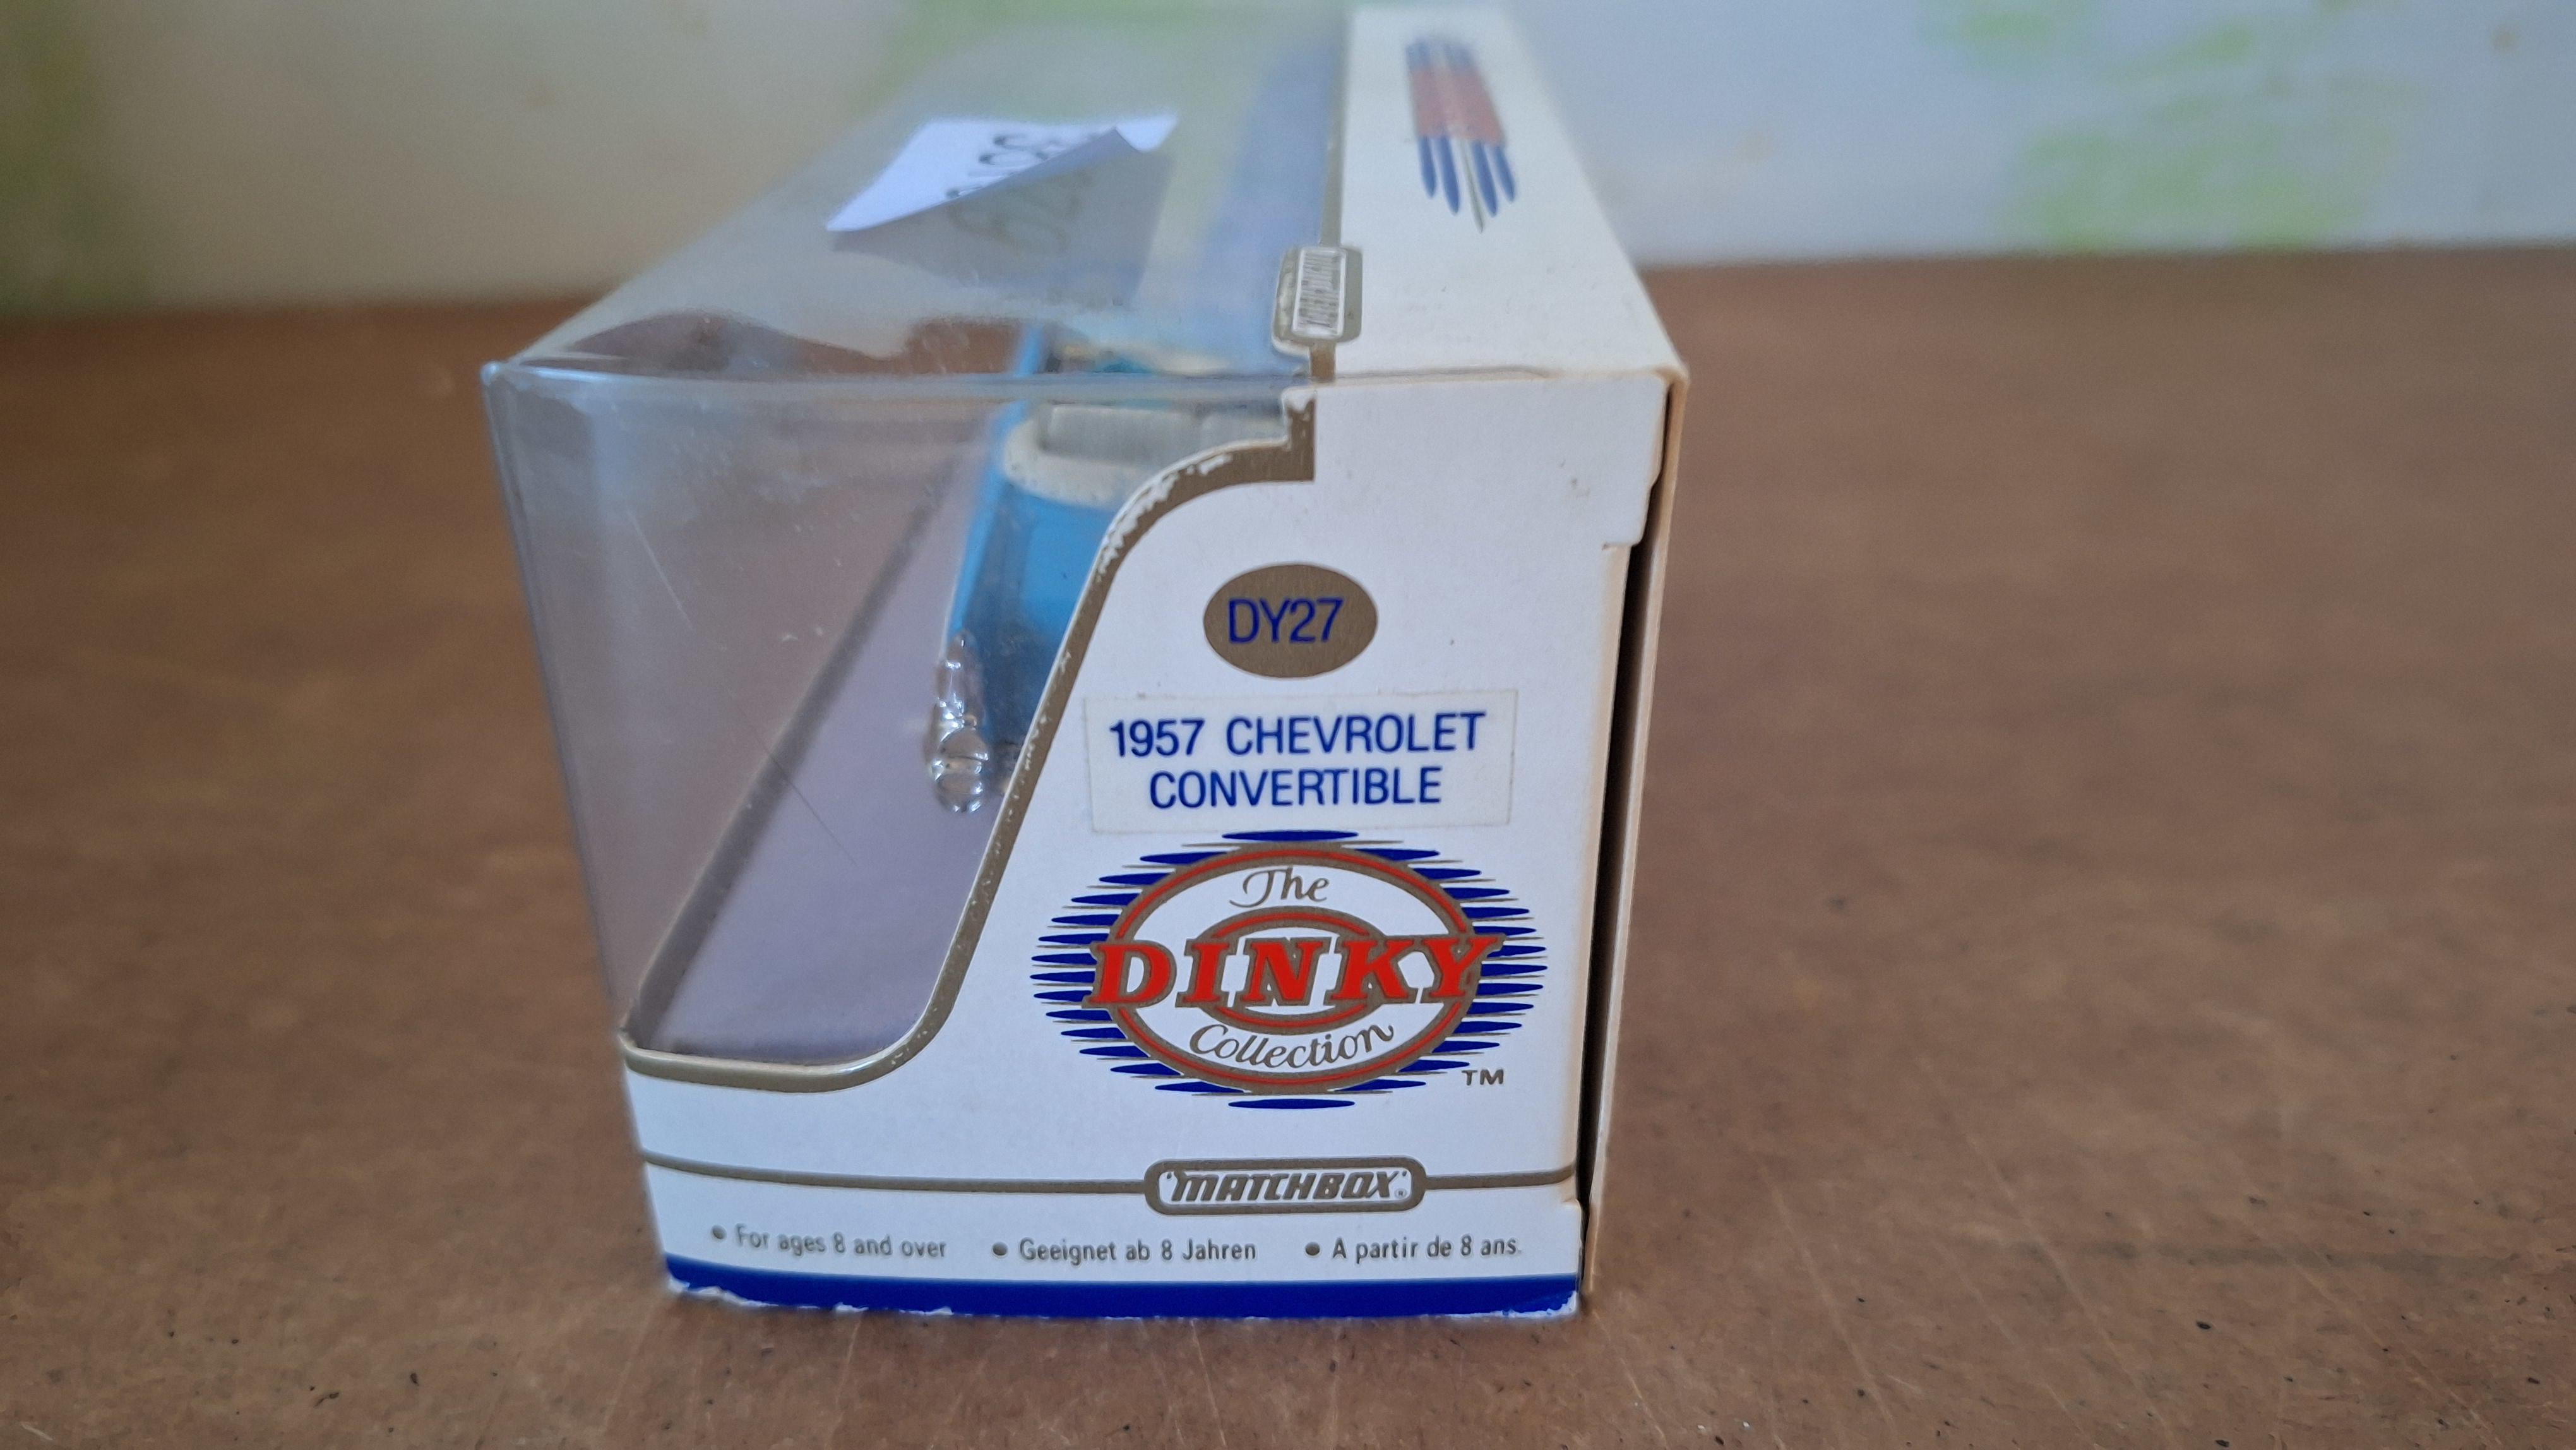 DY27
1957 CHEVROLET
CONVERTIBLE
The
DINKY
Collection
TM
'MATCHBOX'®
• For ages 8 and over • Geeignet ab 8 Jahren • A partir de 8 ans.